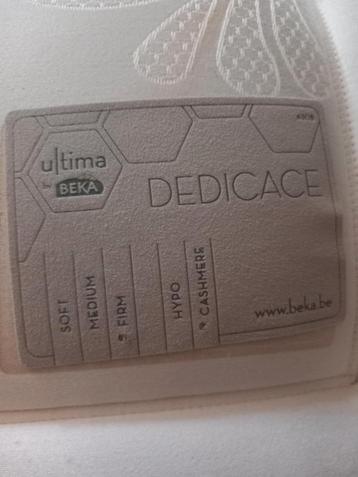 ultima
by BEKA
DEDICACE
SOFT
MEDIUM
FIRM
HYPO
CASHMERE
www.beka.be